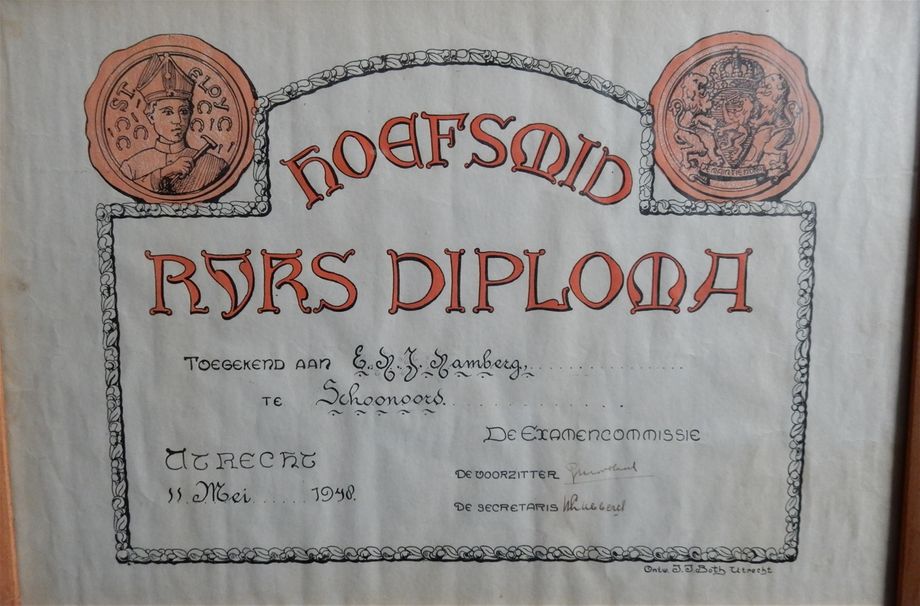 ST ELOY
HOEFSMID
RYKS DIPLOMA
TOEGEKEND AAN E. N. J. Namberg,
TE Schoonoord.
DE EXAMENCOMMISSIE
UTRECHT
DE VOORZITTER
11 Mei 1948.
DE SECRETARIS
Ontw. J. J. Both Utrecht